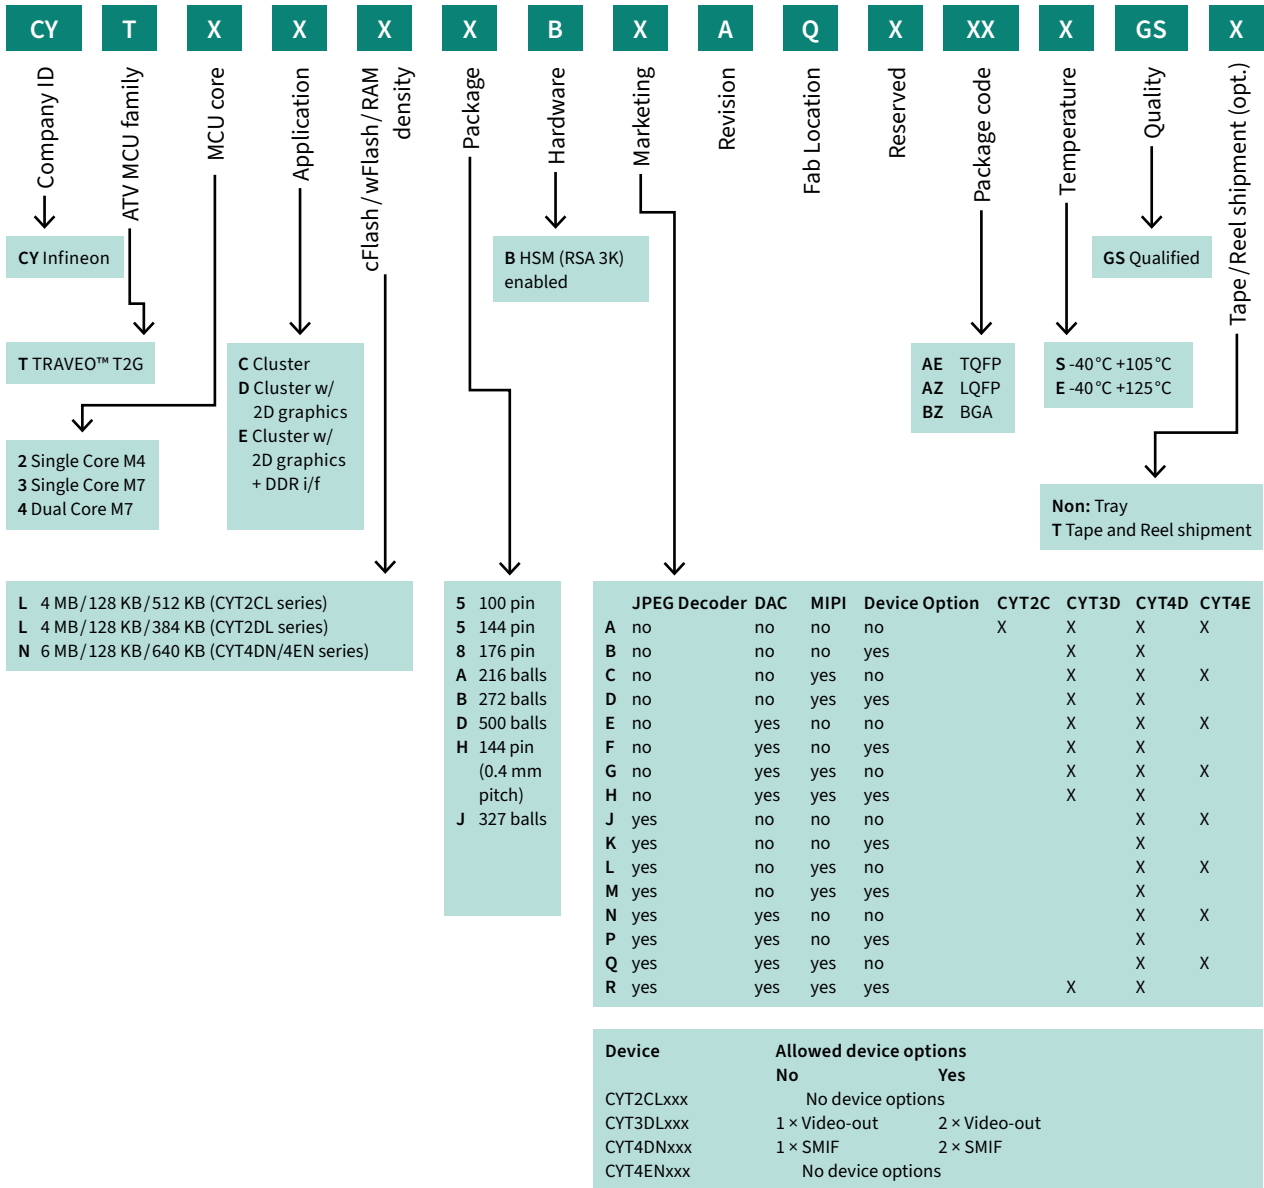 CY T X X X X B X A Q X XX X GS X
Company ID
ATV MCU family
MCU core
Application
cFlash/wFlash/RAM
density
Package
Hardware
Marketing
Revision
Fab Location
Reserved
Package code
Temperature
Quality
Tape/Reel shipment (opt.)
CY Infineon
B HSM (RSA 3K)
enabled
GS Qualified
T TRAVEO™ T2G
C Cluster
D Cluster w/
2D graphics
E Cluster w/
2D graphics
+ DDR i/f
AE TQFP
AZ LQFP
BZ BGA
S -40°C +105°C
E -40°C +125°C
2 Single Core M4
3 Single Core M7
4 Dual Core M7
Non: Tray
T Tape and Reel shipment
L 4 MB/128 KB/512 KB (CYT2CL series)
L 4 MB/128 KB/384 KB (CYT2DL series)
N 6 MB/128 KB/640 KB (CYT4DN/4EN series)
5 100 pin
5 144 pin
8 176 pin
A 216 balls
B 272 balls
D 500 balls
H 144 pin
(0.4 mm
pitch)
J 327 balls
JPEG Decoder DAC MIPI Device Option CYT2C CYT3D CYT4D CYT4E
A no no no no X X X X
B no no no yes X X
C no no yes no X X X
D no no yes yes X X
E no yes no no X X X
F no yes no yes X X
G no yes yes no X X X
H no yes yes yes X X
J yes no no no X X
K yes no no yes X
L yes no yes no X X
M yes no yes yes X
N yes yes no no X X
P yes yes no yes X
Q yes yes yes no X X
R yes yes yes yes X X
Device Allowed device options
No Yes
CYT2CLxxx No device options
CYT3DLxxx 1 × Video-out 2 × Video-out
CYT4DNxxx 1 × SMIF 2 × SMIF
CYT4ENxxx No device options